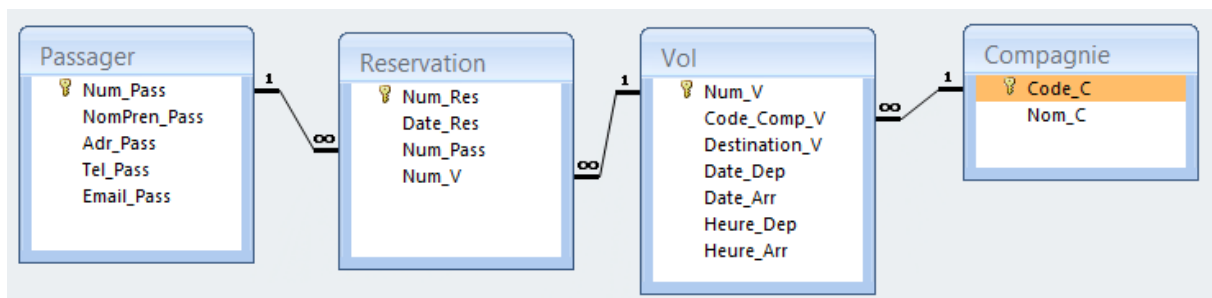 Passager
Num_Pass
NomPren_Pass
Adr_Pass
Tel_Pass
Email_Pass
1
∞
Reservation
Num_Res
Date_Res
Num_Pass
Num_V
1
∞
Vol
Num_V
Code_Comp_V
Destination_V
Date_Dep
Date_Arr
Heure_Dep
Heure_Arr
1
∞
Compagnie
Code_C
Nom_C